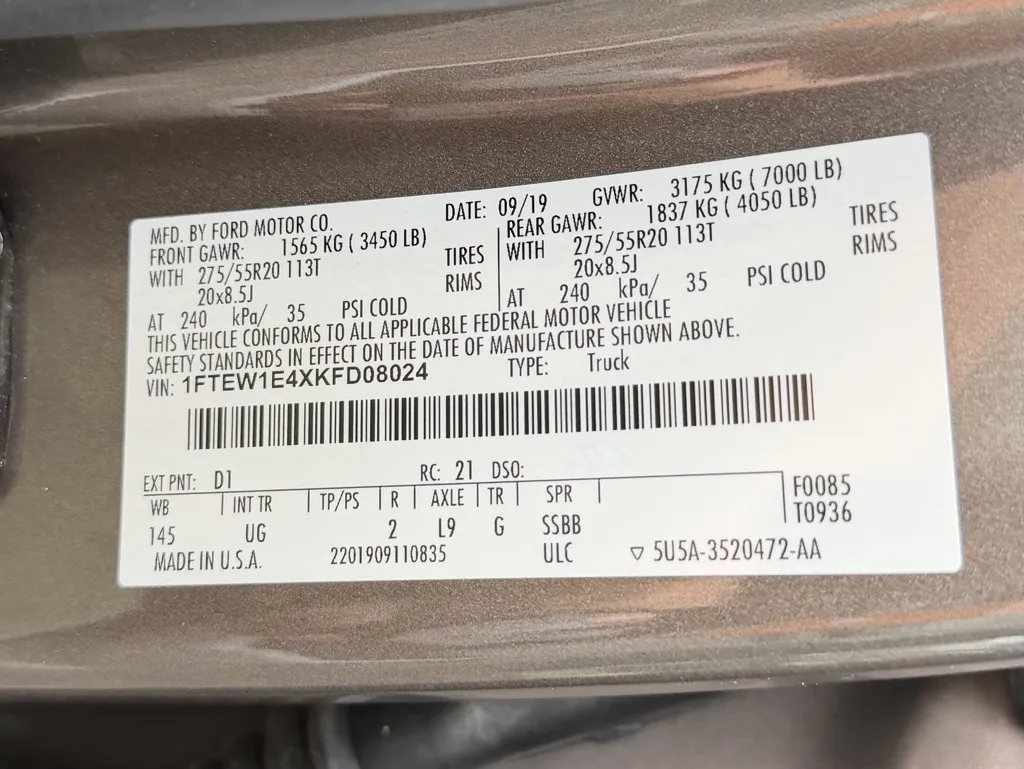 MFD. BY FORD MOTOR CO. DATE: 09/19 GVWR: 3175 KG ( 7000 LB)
FRONT GAWR: 1565 KG ( 3450 LB) REAR GAWR: 1837 KG ( 4050 LB)
WITH 275/55R20 113T TIRES WITH 275/55R20 113T TIRES
20x8.5J RIMS 20x8.5J RIMS
AT 240 kPa/ 35 PSI COLD AT 240 kPa/ 35 PSI COLD
THIS VEHICLE CONFORMS TO ALL APPLICABLE FEDERAL MOTOR VEHICLE
SAFETY STANDARDS IN EFFECT ON THE DATE OF MANUFACTURE SHOWN ABOVE.
VIN: 1FTEW1E4XKFD08024 TYPE: Truck
EXT PNT: D1 RC: 21 DSO:
WB INT TR TP/PS R AXLE TR SPR F0085
145 UG 2 L9 G SSBB T0936
MADE IN U.S.A. 2201909110835 ULC ▽ 5U5A-3520472-AA